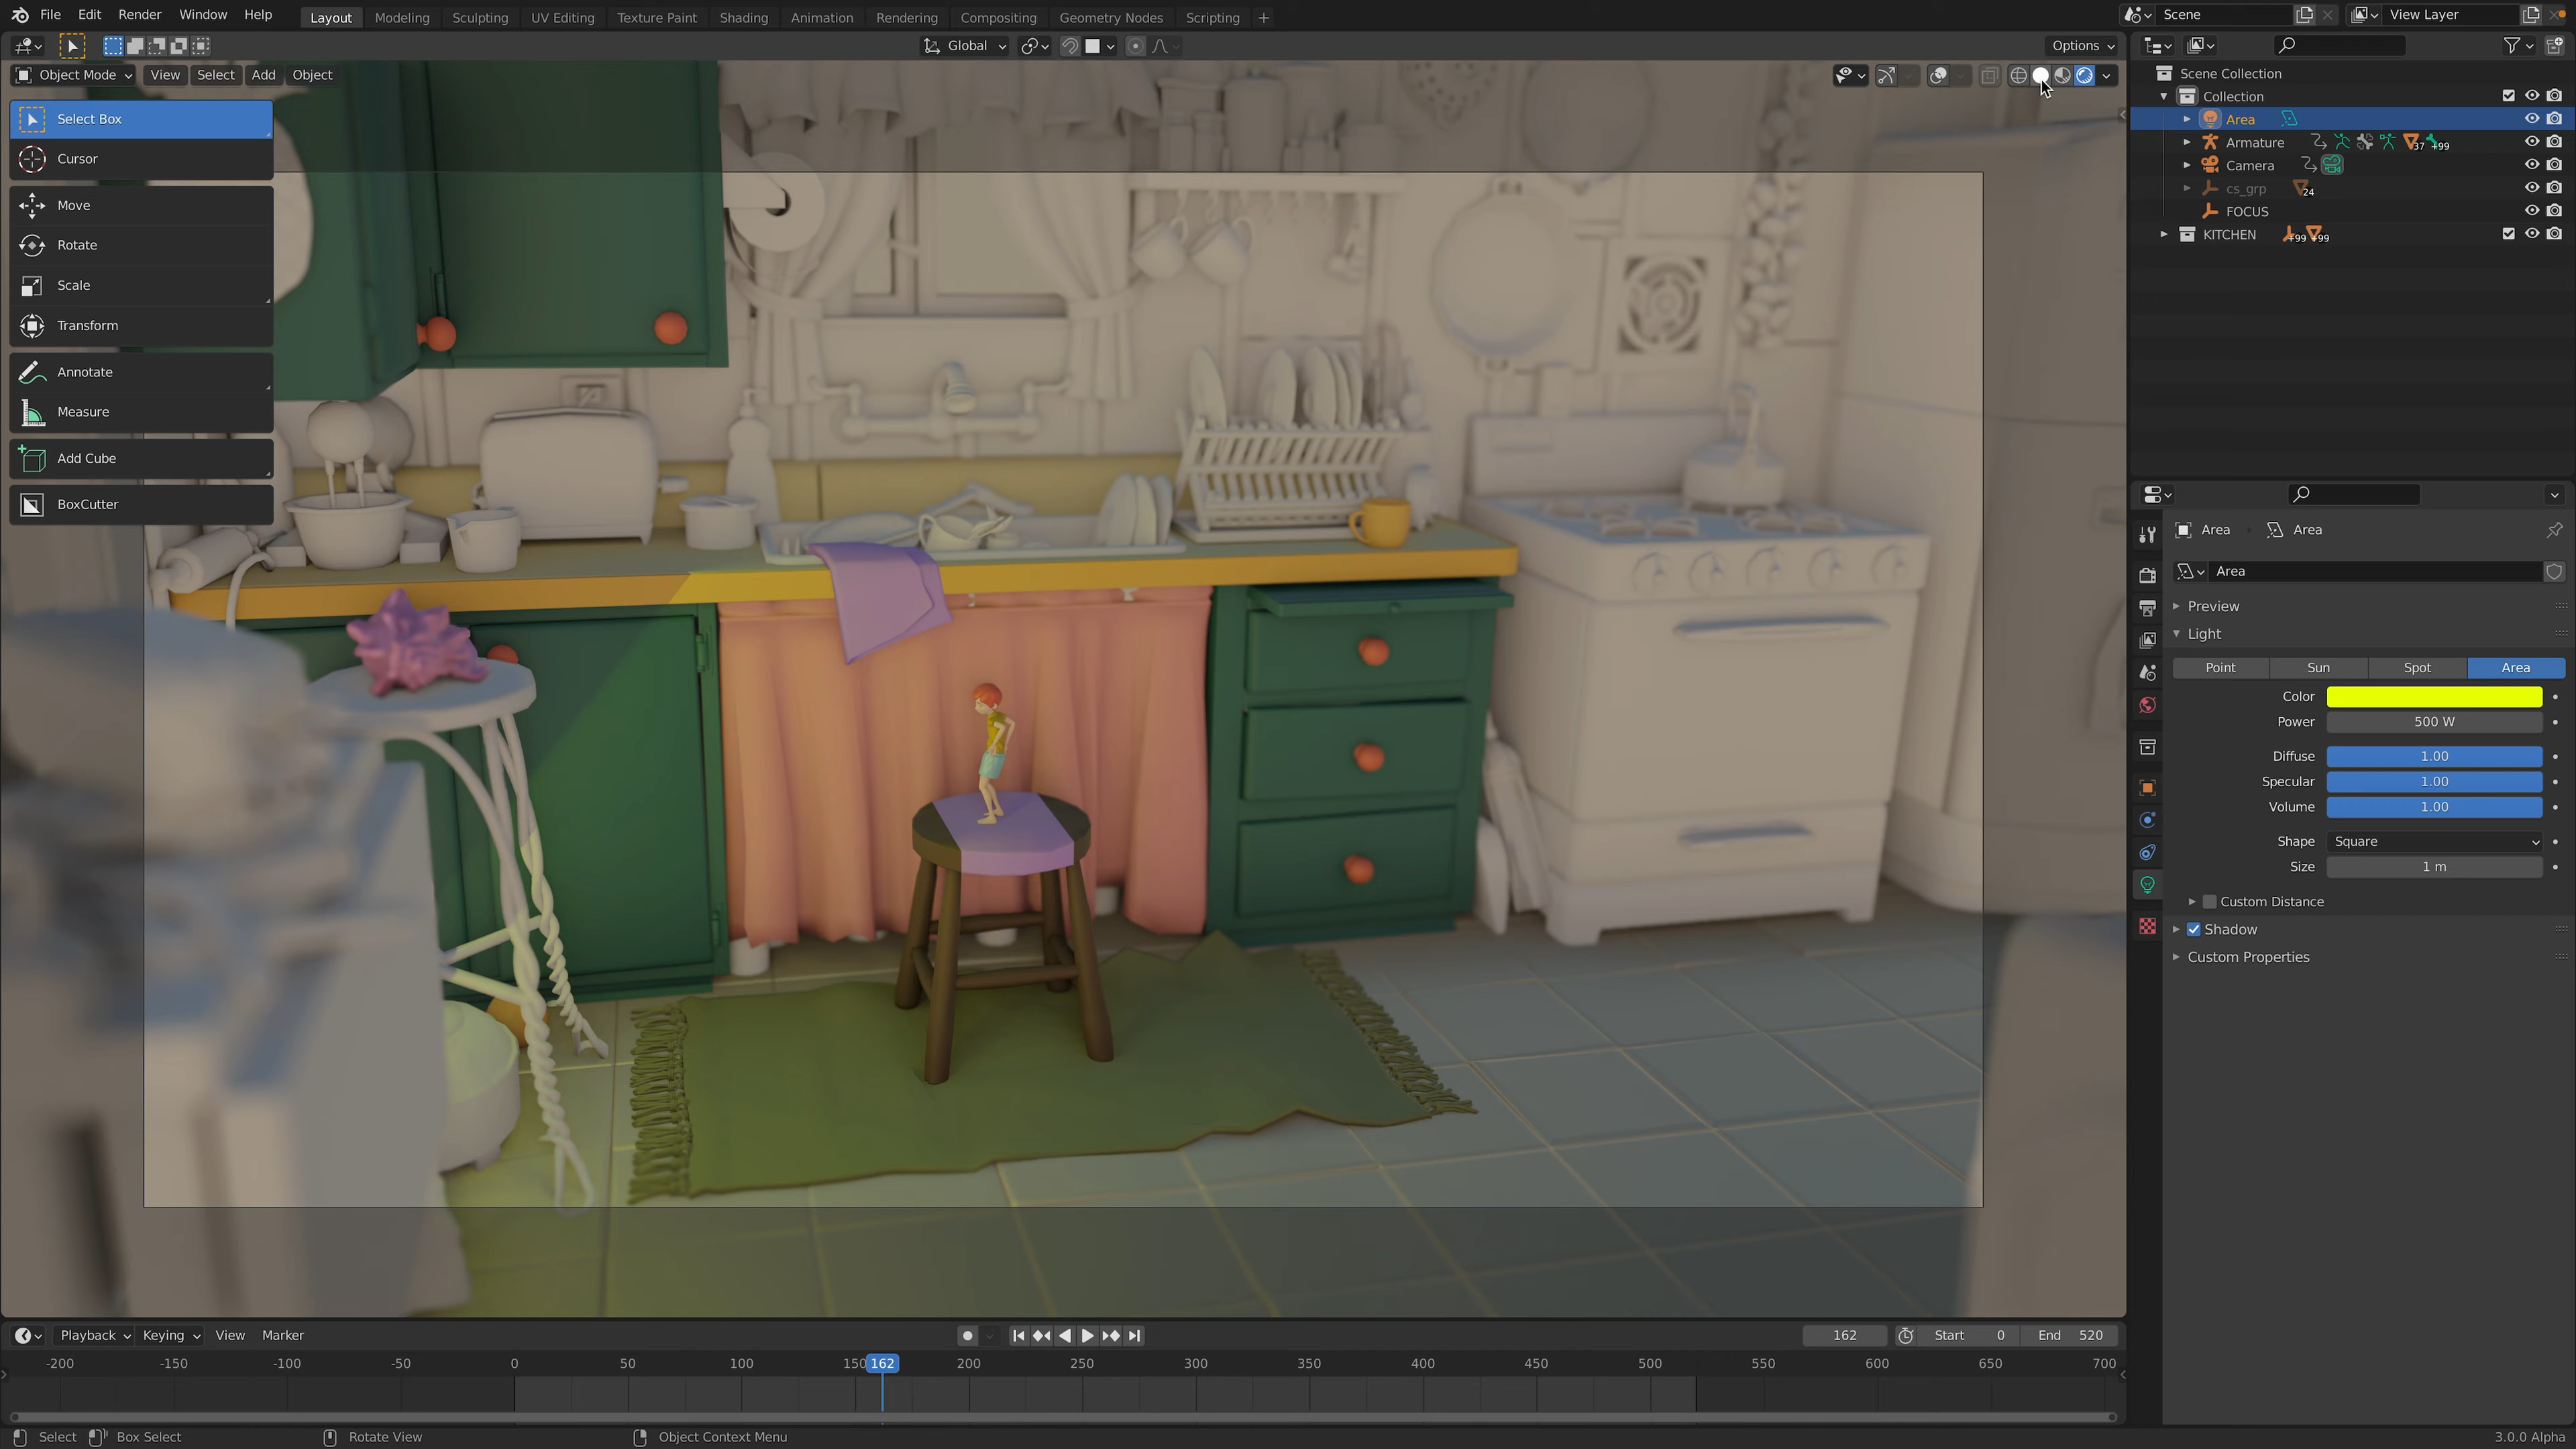 File Edit Render Window Help Layout Modeling Sculpting UV Editing Texture Paint Shading Animation Rendering Compositing Geometry Nodes Scripting + Scene View Layer
Global Options
Object Mode View Select Add Object
Scene Collection
Collection
Area
Armature 37 +99
Camera
cs_grp 24
FOCUS
KITCHEN +99 +99
Select Box
Cursor
Move
Rotate
Scale
Transform
Annotate
Measure
Add Cube
BoxCutter
Area Area
Area
Preview
Light
Point Sun Spot Area
Color
Power 500 W
Diffuse 1.00
Specular 1.00
Volume 1.00
Shape Square
Size 1 m
Custom Distance
Shadow
Custom Properties
Playback Keying View Marker 162 Start 0 End 520
-200 -150 -100 -50 0 50 100 150 162 200 250 300 350 400 450 500 550 600 650 700
Select Box Select Rotate View Object Context Menu 3.0.0 Alpha